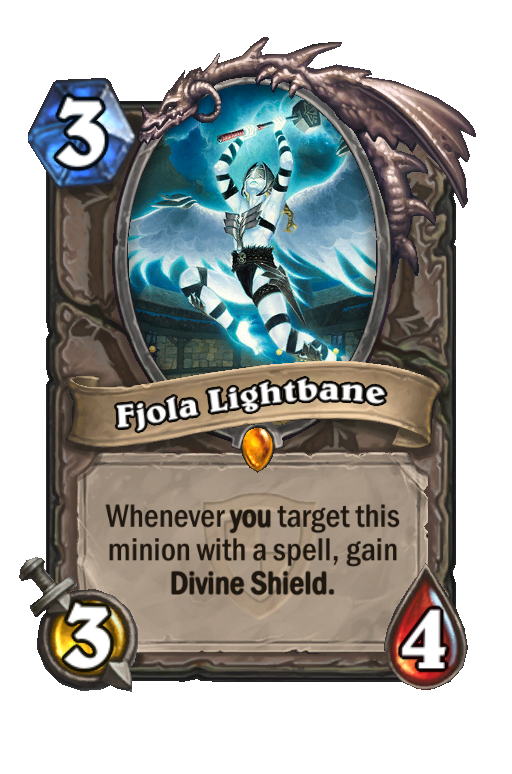 3
Fjola Lightbane
Whenever you target this
minion with a spell, gain
Divine Shield.
3
4